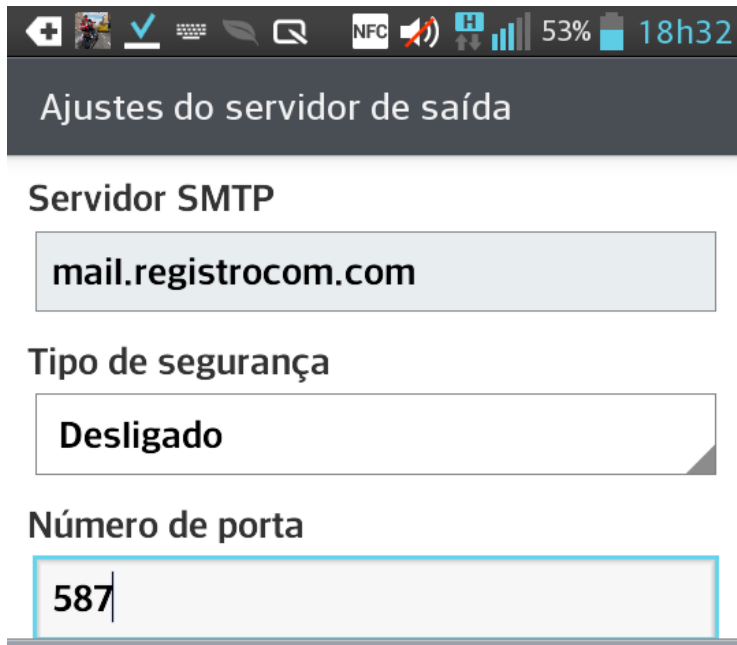 NFC H 53% 18h32
Ajustes do servidor de saída
Servidor SMTP
mail.registrocom.com
Tipo de segurança
Desligado
Número de porta
587